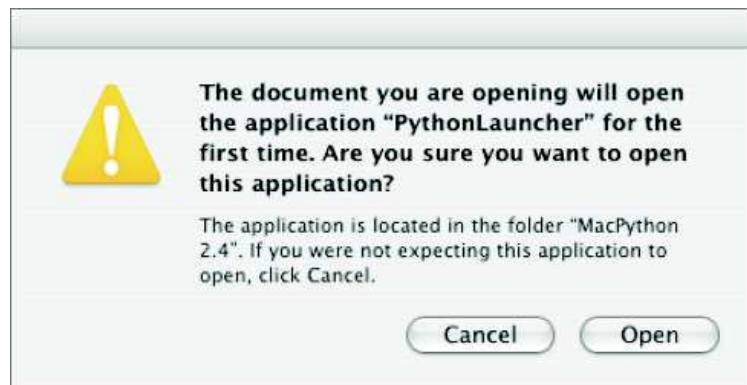 The document you are opening will open
the application “PythonLauncher” for the
first time. Are you sure you want to open
this application?
The application is located in the folder “MacPython
2.4”. If you were not expecting this application to
open, click Cancel.
Cancel
Open